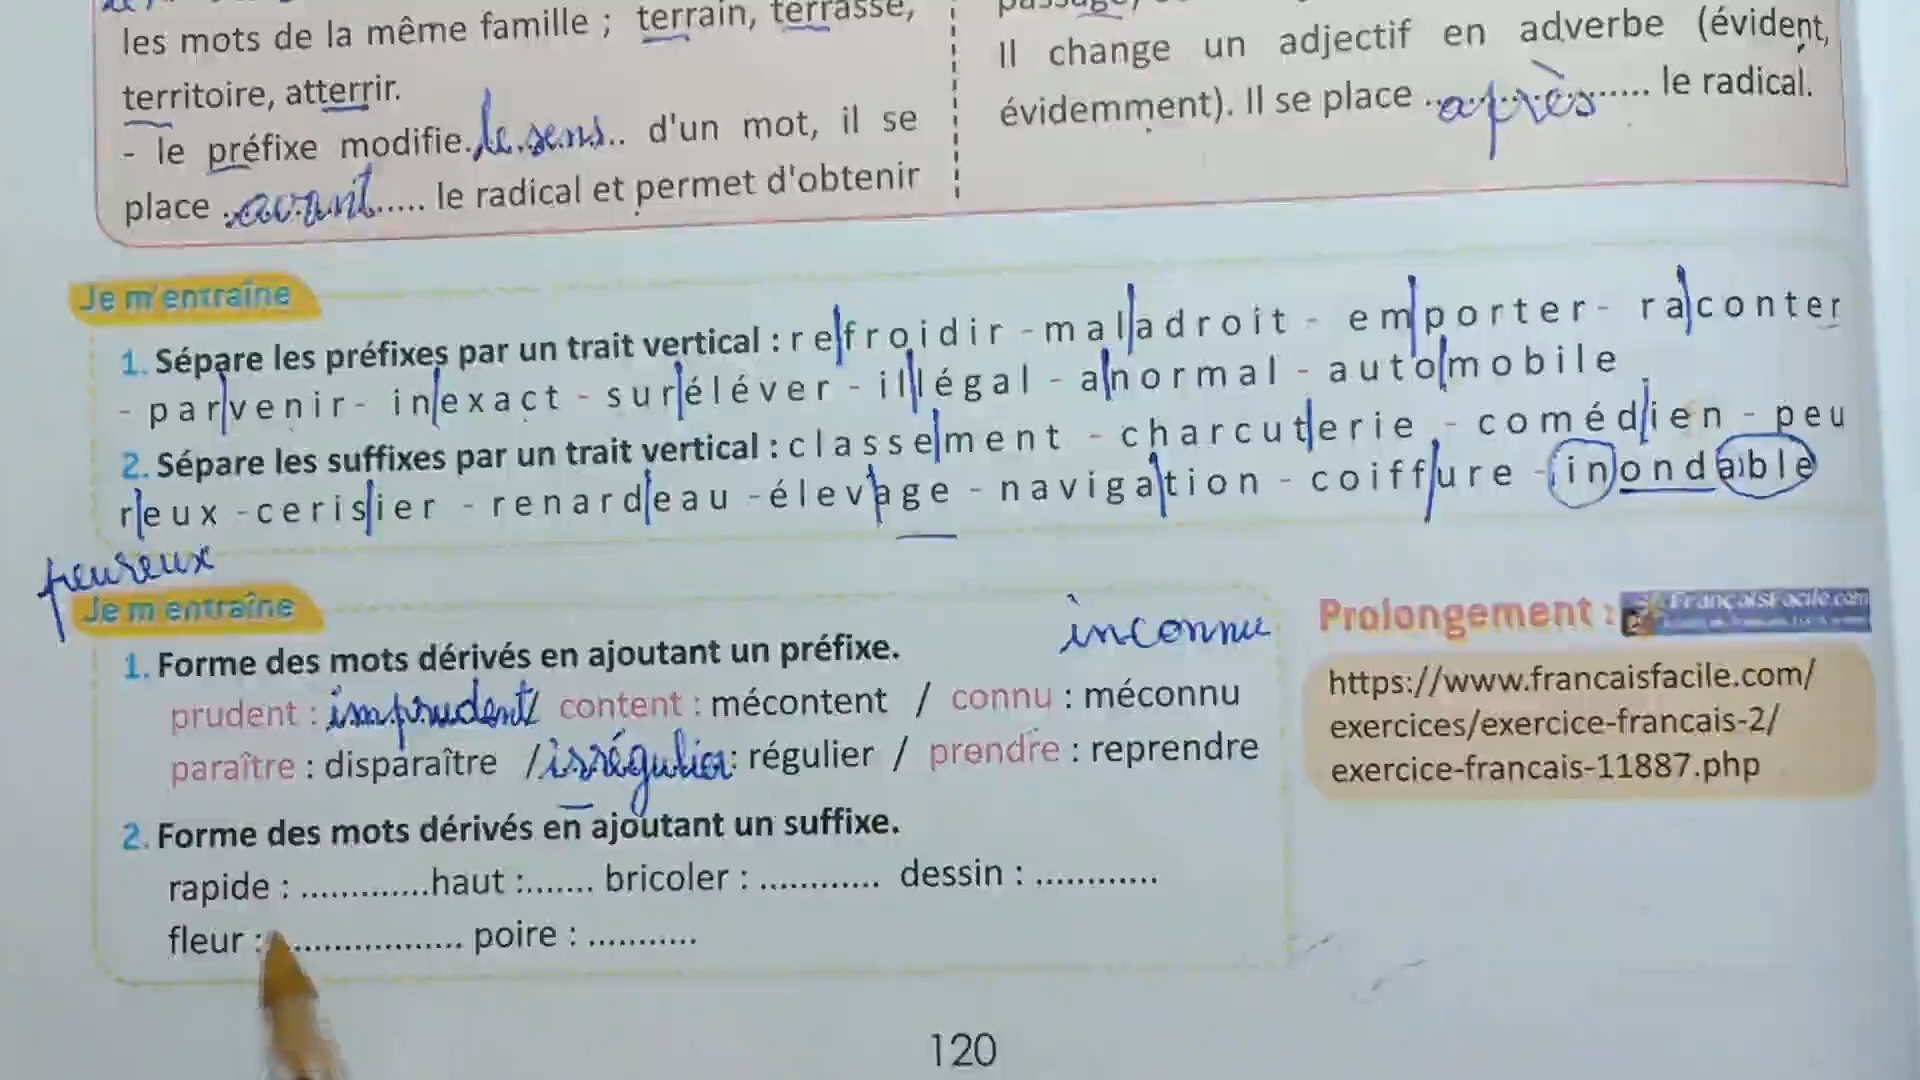 les mots de la même famille ; terrain, terrasse,
territoire, atterrir.
- le préfixe modifie.le sens.. d'un mot, il se
place .avant..... le radical et permet d'obtenir
Il change un adjectif en adverbe (évident,
évidemment). Il se place ..après...... le radical.
Je m'entraîne
1. Sépare les préfixes par un trait vertical : re|froidir - mal|adroit - em|porter - ra|conter
- par|venir - in|exact - sur|éléver - il|légal - a|normal - auto|mobile
2. Sépare les suffixes par un trait vertical : classe|ment - charcut|erie - coméd|ien - peu
r|eux - ceris|ier - renard|eau - élev|age - naviga|tion - coiff|ure - inondable
peureux
Je m'entraîne
inconnu
1. Forme des mots dérivés en ajoutant un préfixe.
prudent : imprudent / content : mécontent / connu : méconnu
paraître : disparaître / irrégulier : régulier / prendre : reprendre
2. Forme des mots dérivés en ajoutant un suffixe.
rapide : .............haut :....... bricoler : ............ dessin : ............
fleur : .................. poire : ...........
Prolongement : FrançaisFacile.com
https://www.francaisfacile.com/
exercices/exercice-francais-2/
exercice-francais-11887.php
120